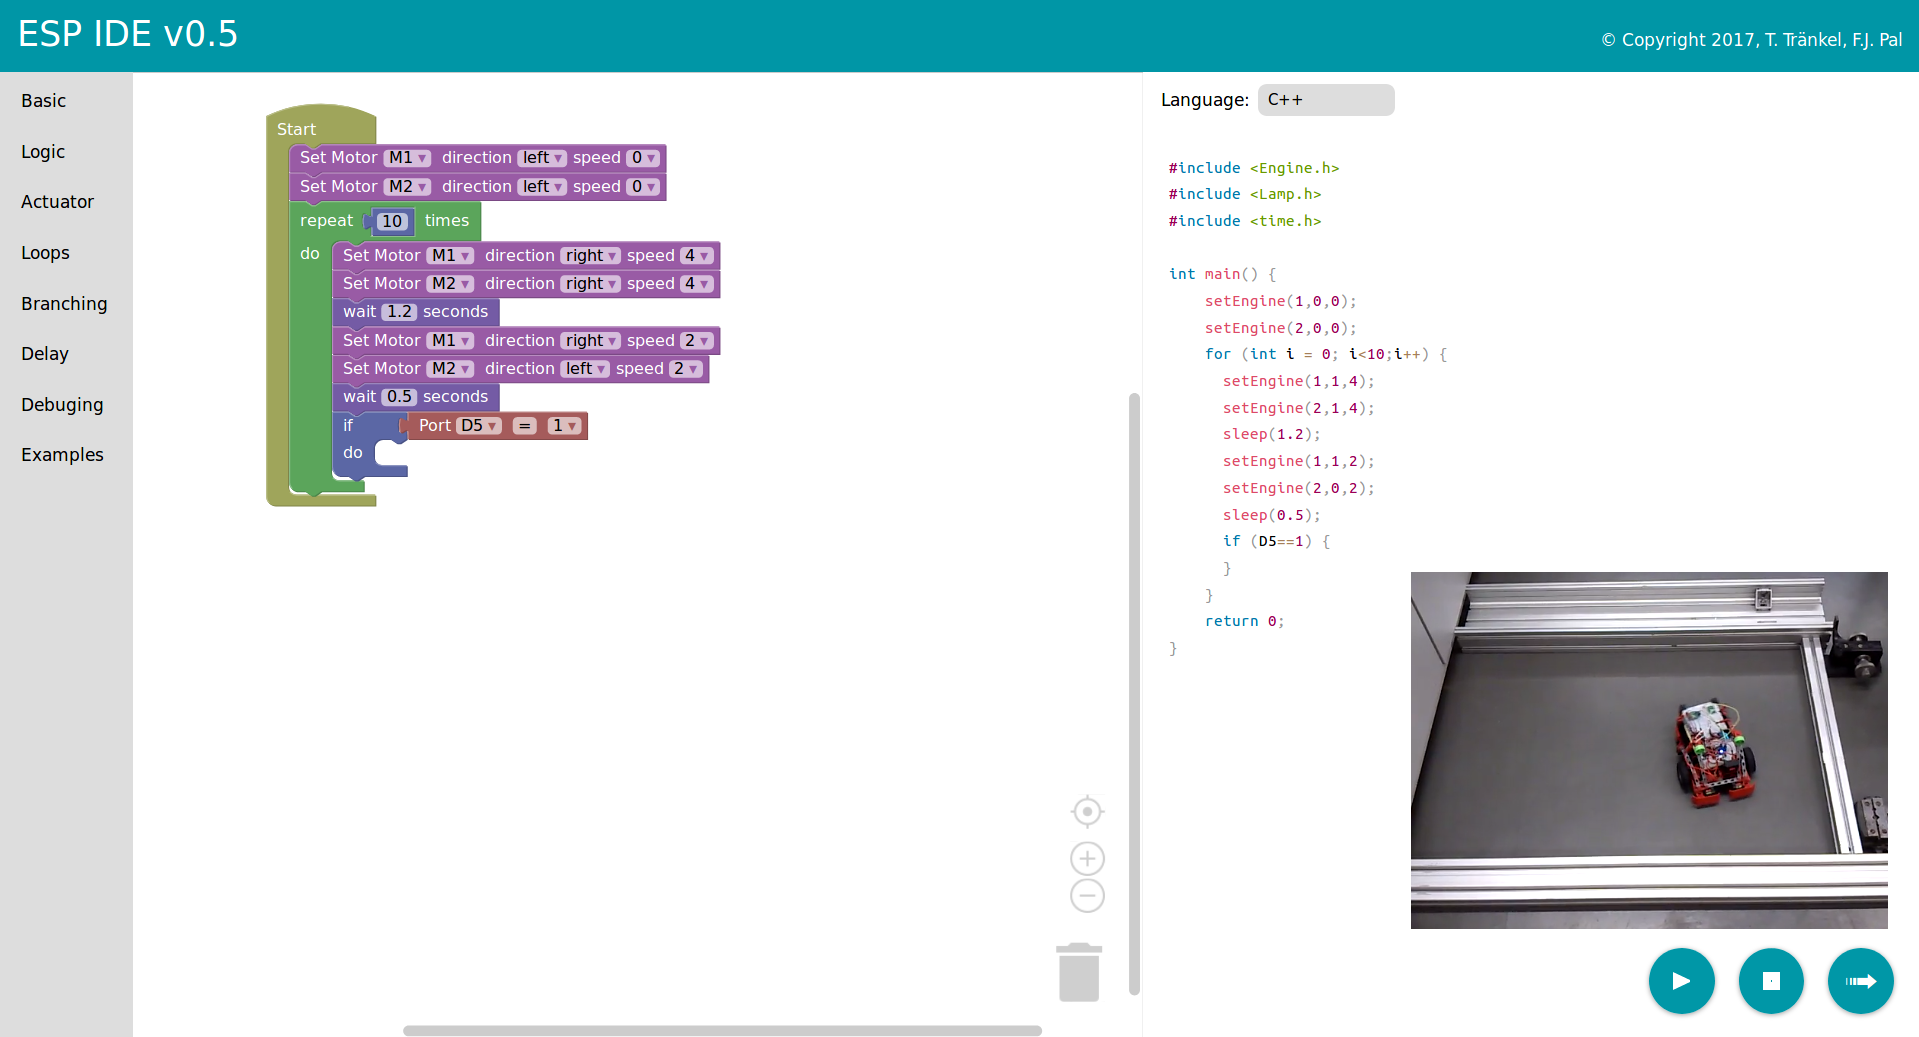 ESP IDE v0.5
© Copyright 2017, T. Tränkel, F.J. Pal
Basic
Logic
Actuator
Loops
Branching
Delay
Debuging
Examples
Start
Set Motor M1 direction left speed 0
Set Motor M2 direction left speed 0
repeat 10 times
do
Set Motor M1 direction right speed 4
Set Motor M2 direction right speed 4
wait 1.2 seconds
Set Motor M1 direction right speed 2
Set Motor M2 direction left speed 2
wait 0.5 seconds
if Port D5 = 1
do
Language: C++
#include <Engine.h>
#include <Lamp.h>
#include <time.h>
int main() {
setEngine(1,0,0);
setEngine(2,0,0);
for (int i = 0; i<10;i++) {
setEngine(1,1,4);
setEngine(2,1,4);
sleep(1.2);
setEngine(1,1,2);
setEngine(2,0,2);
sleep(0.5);
if (D5==1) {
}
}
return 0;
}